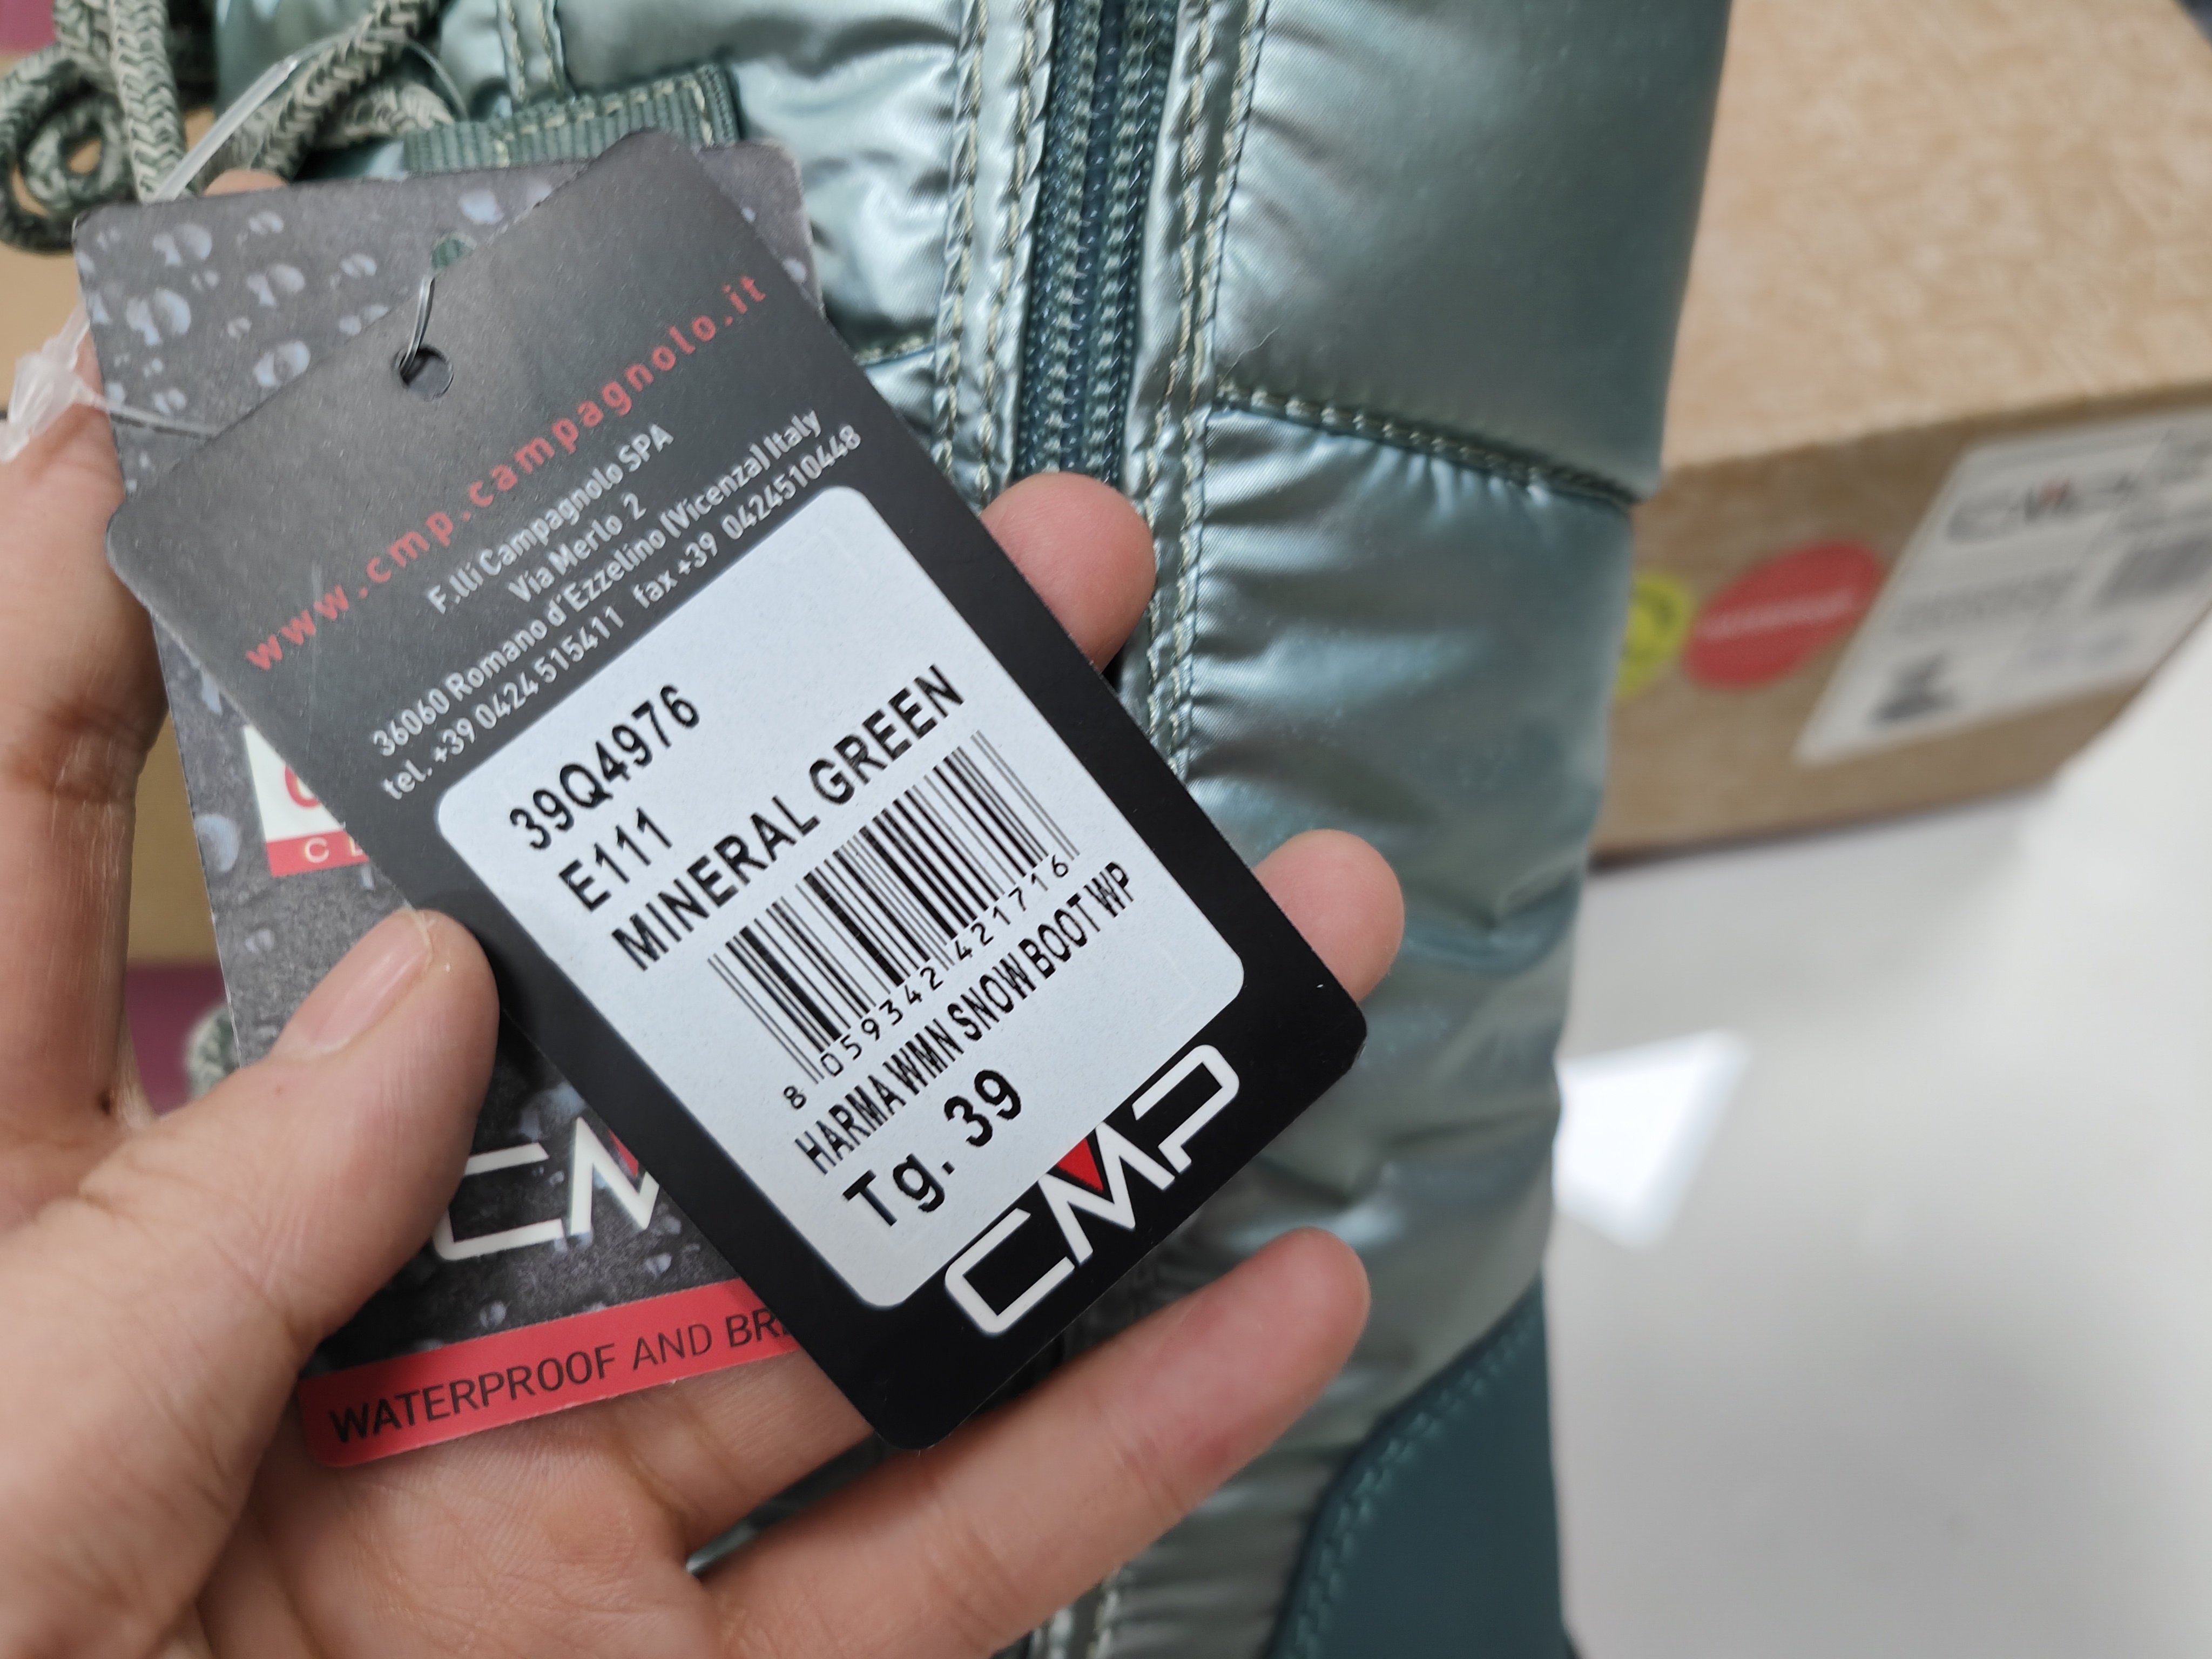 www.cmp.campagnolo.it
F.lli Campagnolo SPA
Via Merlo 2
36060 Romano d'Ezzelino (Vicenza) Italy
tel. +39 0424 515411 fax +39 0424510448
39Q4976
E111
MINERAL GREEN
8 059342 421716
HARMA WMN SNOW BOOT WP
Tg. 39
CMP
WATERPROOF AND